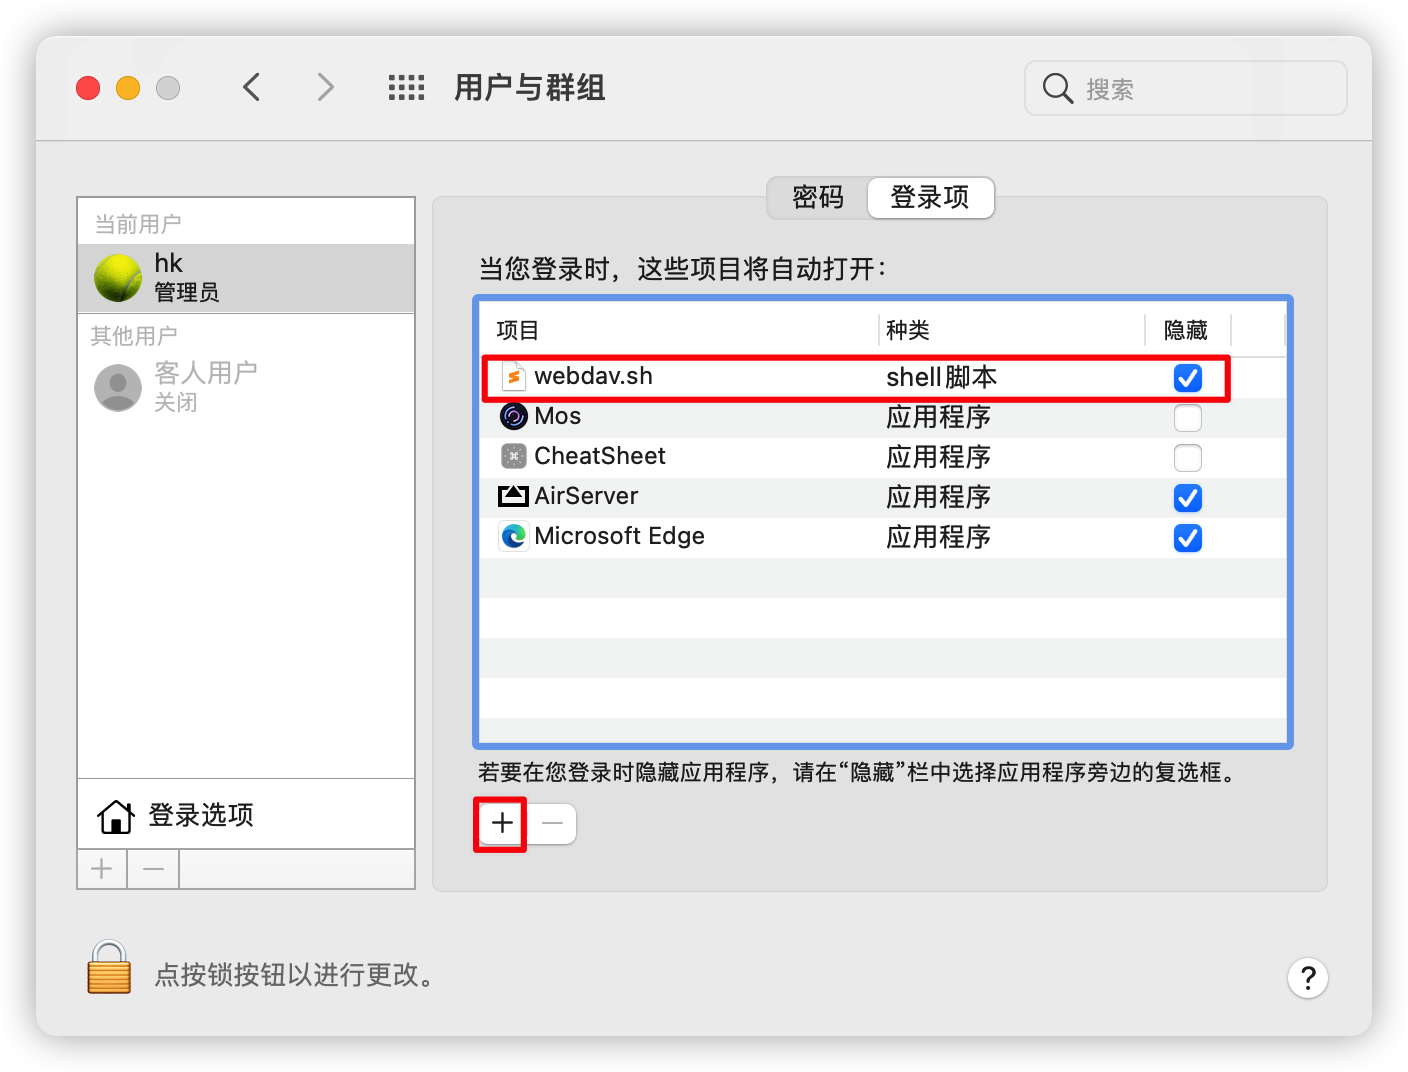 用户与群组
搜索
密码
登录项
当前用户
hk
管理员
其他用户
客人用户
关闭
登录选项
当您登录时，这些项目将自动打开：
项目 种类 隐藏
webdav.sh shell脚本
Mos 应用程序
CheatSheet 应用程序
AirServer 应用程序
Microsoft Edge 应用程序
若要在您登录时隐藏应用程序，请在“隐藏”栏中选择应用程序旁边的复选框。
点按锁按钮以进行更改。
?